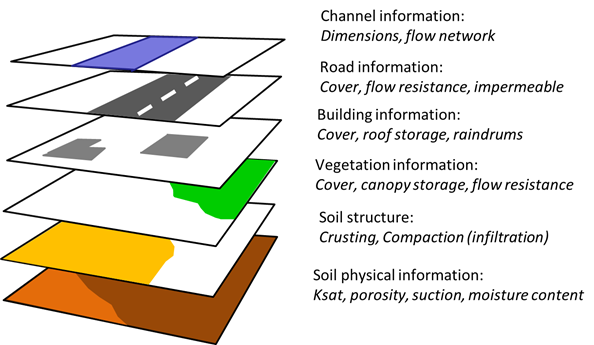 Channel information:
Dimensions, flow network
Road information:
Cover, flow resistance, impermeable
Building information:
Cover, roof storage, raindrums
Vegetation information:
Cover, canopy storage, flow resistance
Soil structure:
Crusting, Compaction (infiltration)
Soil physical information:
Ksat, porosity, suction, moisture content